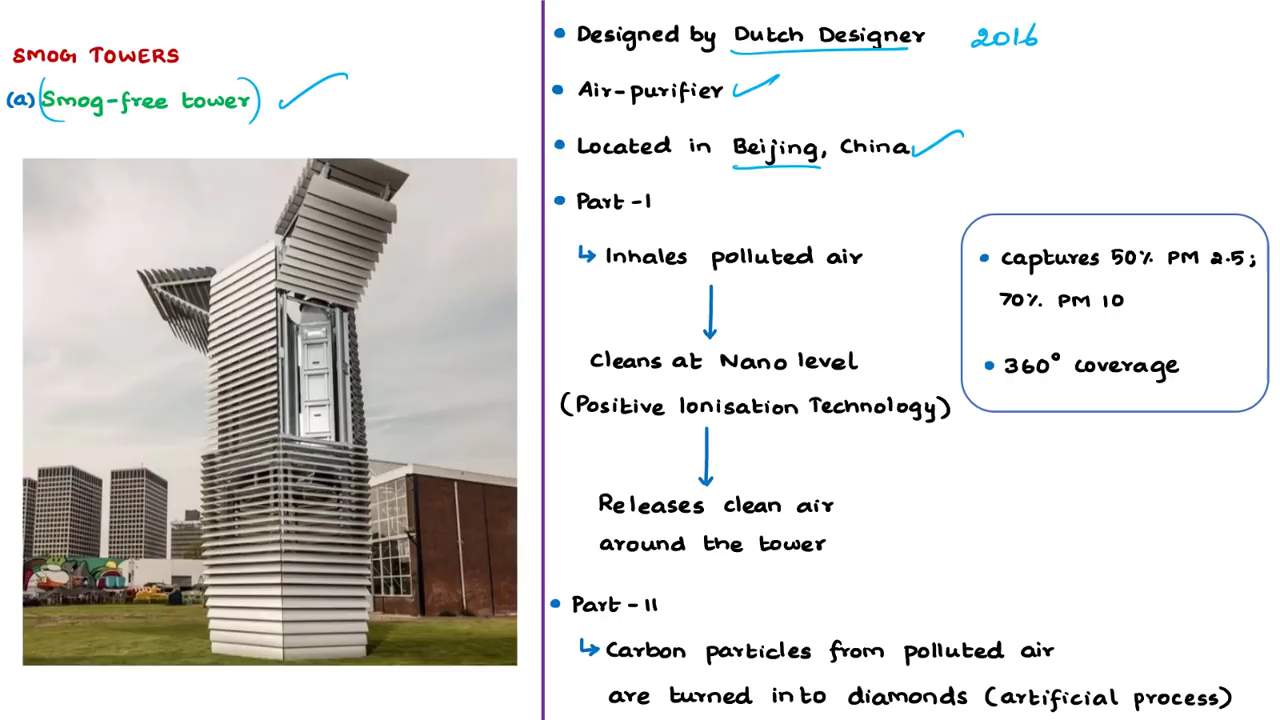 SMOG TOWERS
(a) (Smog-free tower)
• Designed by Dutch Designer 2016
• Air-purifier
• Located in Beijing, China
• Part-I
↳ Inhales polluted air
Cleans at Nano level
(Positive Ionisation Technology)
Releases clean air
around the tower
• captures 50% PM 2.5;
70% PM 10
• 360° coverage
• Part-II
↳ Carbon particles from polluted air
are turned into diamonds (artificial process)